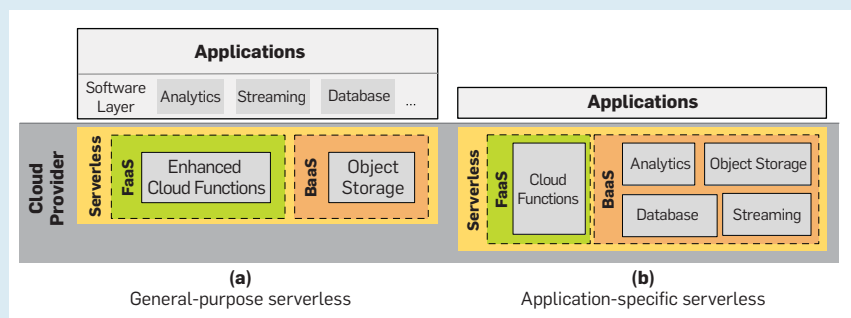 Applications
Software
Layer
Analytics
Streaming
Database
...
Cloud
Provider
Serverless
FaaS
Enhanced
Cloud Functions
BaaS
Object
Storage
(a)
General-purpose serverless
Applications
Serverless
FaaS
Cloud
Functions
BaaS
Analytics
Object Storage
Database
Streaming
(b)
Application-specific serverless